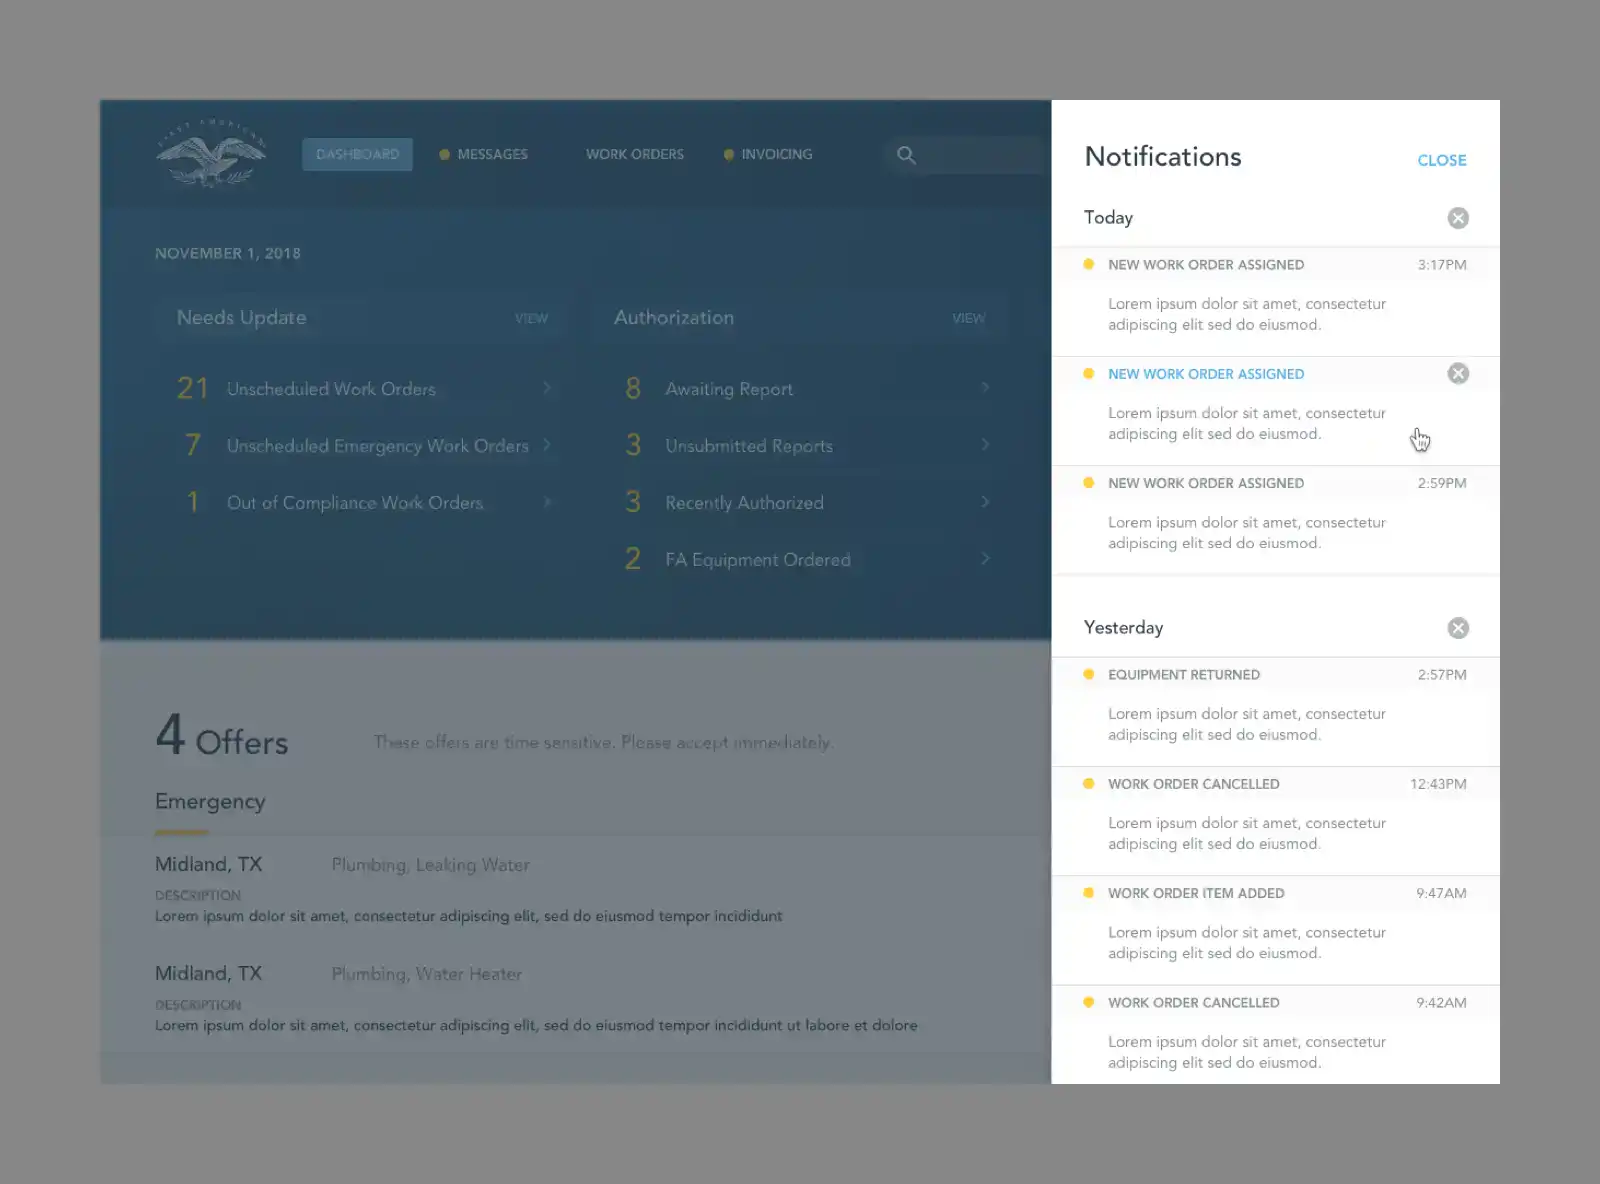 FIRST AMERICAN
DASHBOARD
MESSAGES
WORK ORDERS
INVOICING
NOVEMBER 1, 2018
Needs Update
VIEW
21 Unscheduled Work Orders
7 Unscheduled Emergency Work Orders
1 Out of Compliance Work Orders
Authorization
VIEW
8 Awaiting Report
3 Unsubmitted Reports
3 Recently Authorized
2 FA Equipment Ordered
4 Offers
These offers are time sensitive. Please accept immediately.
Emergency
Midland, TX
Plumbing, Leaking Water
DESCRIPTION
Lorem ipsum dolor sit amet, consectetur adipiscing elit, sed do eiusmod tempor incididunt
Midland, TX
Plumbing, Water Heater
DESCRIPTION
Lorem ipsum dolor sit amet, consectetur adipiscing elit, sed do eiusmod tempor incididunt ut labore et dolore
Notifications
CLOSE
Today
NEW WORK ORDER ASSIGNED
3:17PM
Lorem ipsum dolor sit amet, consectetur
adipiscing elit sed do eiusmod.
NEW WORK ORDER ASSIGNED
Lorem ipsum dolor sit amet, consectetur
adipiscing elit sed do eiusmod.
NEW WORK ORDER ASSIGNED
2:59PM
Lorem ipsum dolor sit amet, consectetur
adipiscing elit sed do eiusmod.
Yesterday
EQUIPMENT RETURNED
2:57PM
Lorem ipsum dolor sit amet, consectetur
adipiscing elit sed do eiusmod.
WORK ORDER CANCELLED
12:43PM
Lorem ipsum dolor sit amet, consectetur
adipiscing elit sed do eiusmod.
WORK ORDER ITEM ADDED
9:47AM
Lorem ipsum dolor sit amet, consectetur
adipiscing elit sed do eiusmod.
WORK ORDER CANCELLED
9:42AM
Lorem ipsum dolor sit amet, consectetur
adipiscing elit sed do eiusmod.